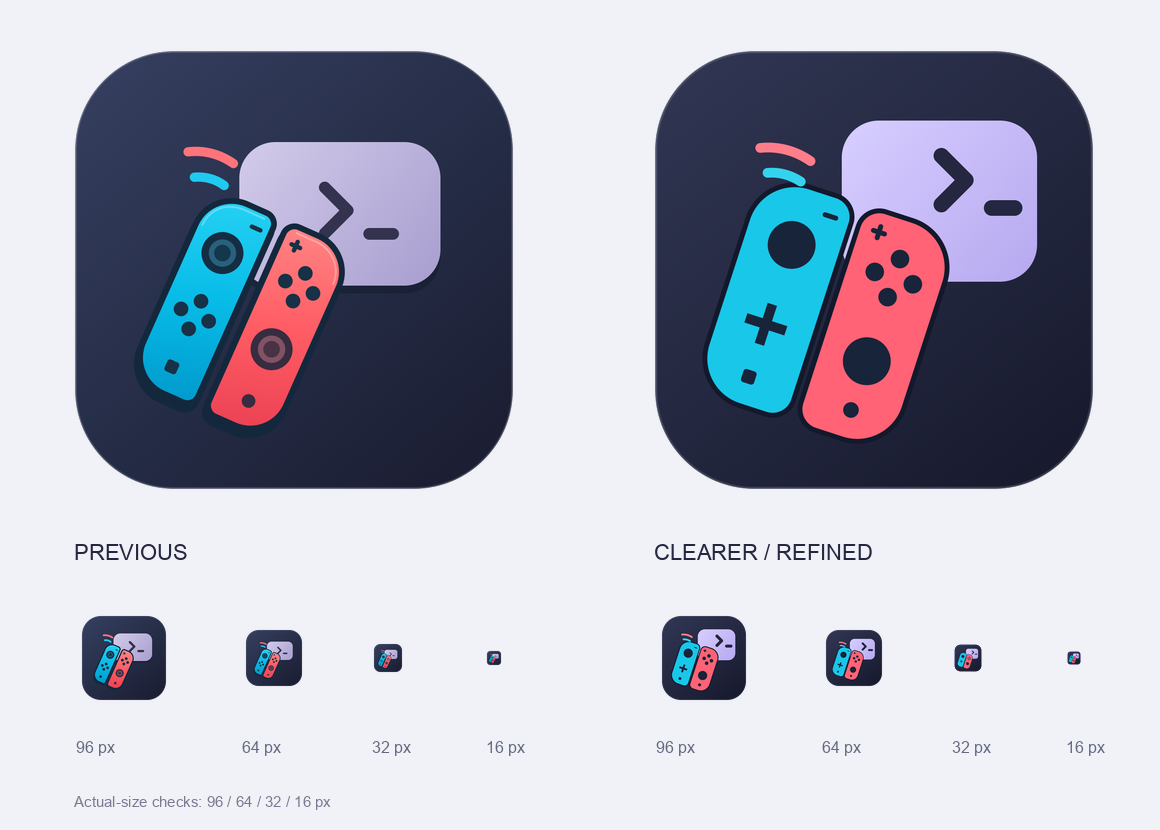 >_
>_
PREVIOUS
CLEARER / REFINED
96 px
64 px
32 px
16 px
96 px
64 px
32 px
16 px
Actual-size checks: 96 / 64 / 32 / 16 px